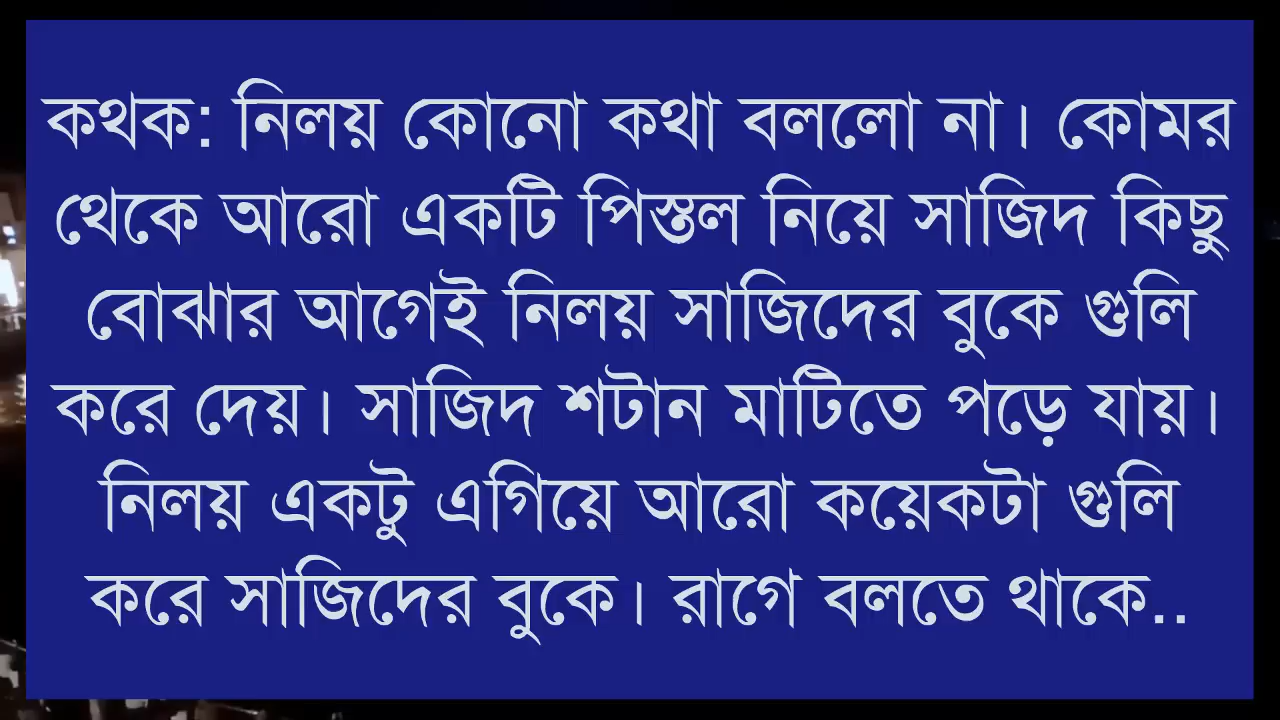 কথক: নিলয় কোনো কথা বললো না। কোমর
থেকে আরো একটি পিস্তল নিয়ে সাজিদ কিছু
বোঝার আগেই নিলয় সাজিদের বুকে গুলি
করে দেয়। সাজিদ শটান মাটিতে পড়ে যায়।
নিলয় একটু এগিয়ে আরো কয়েকটা গুলি
করে সাজিদের বুকে। রাগে বলতে থাকে..